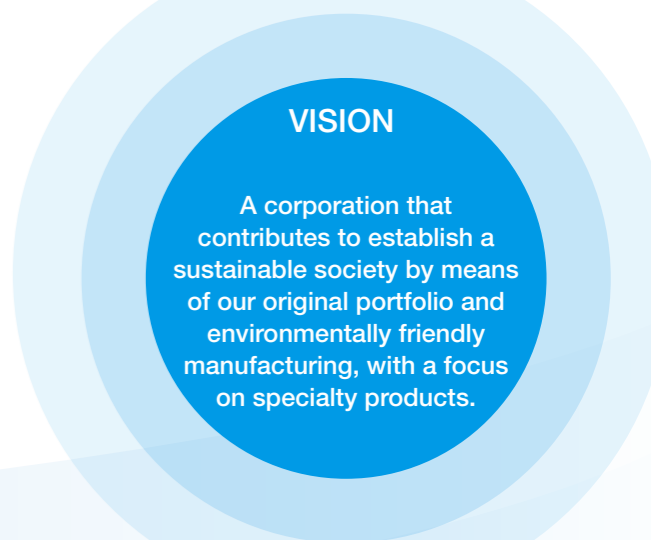 VISION
A corporation that
contributes to establish a
sustainable society by means
of our original portfolio and
environmentally friendly
manufacturing, with a focus
on specialty products.